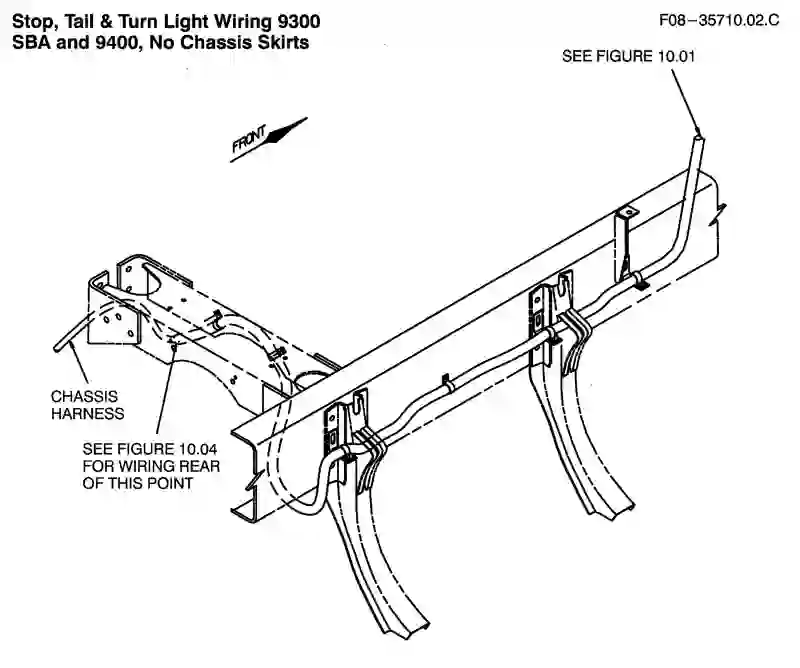 Stop, Tail & Turn Light Wiring 9300
SBA and 9400, No Chassis Skirts
F08-35710.02.C
SEE FIGURE 10.01
FRONT
CHASSIS
HARNESS
SEE FIGURE 10.04
FOR WIRING REAR
OF THIS POINT